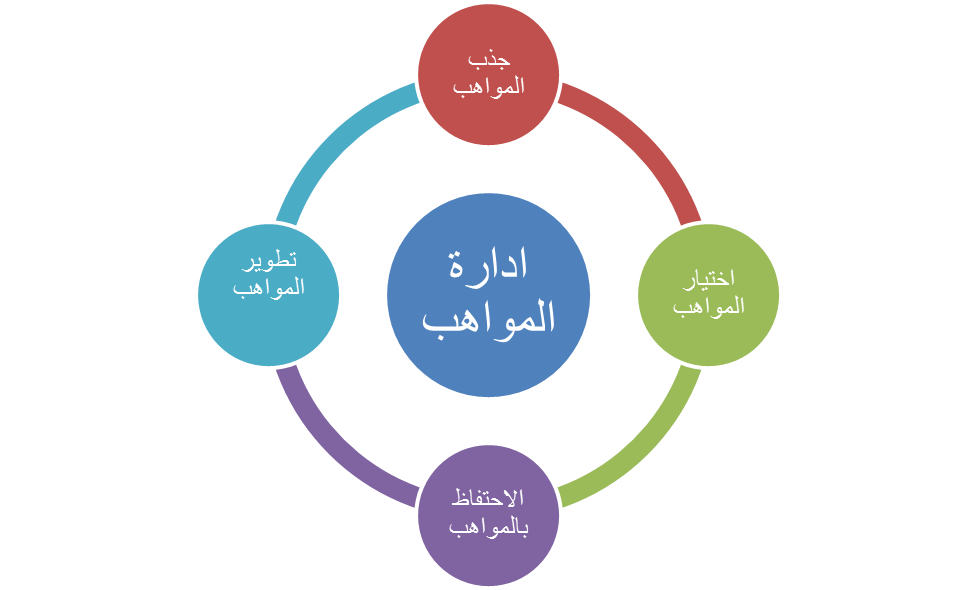 جذب
المواهب
ادارة
المواهب
اختيار
المواهب
الاحتفاظ
بالمواهب
تطوير
المواهب